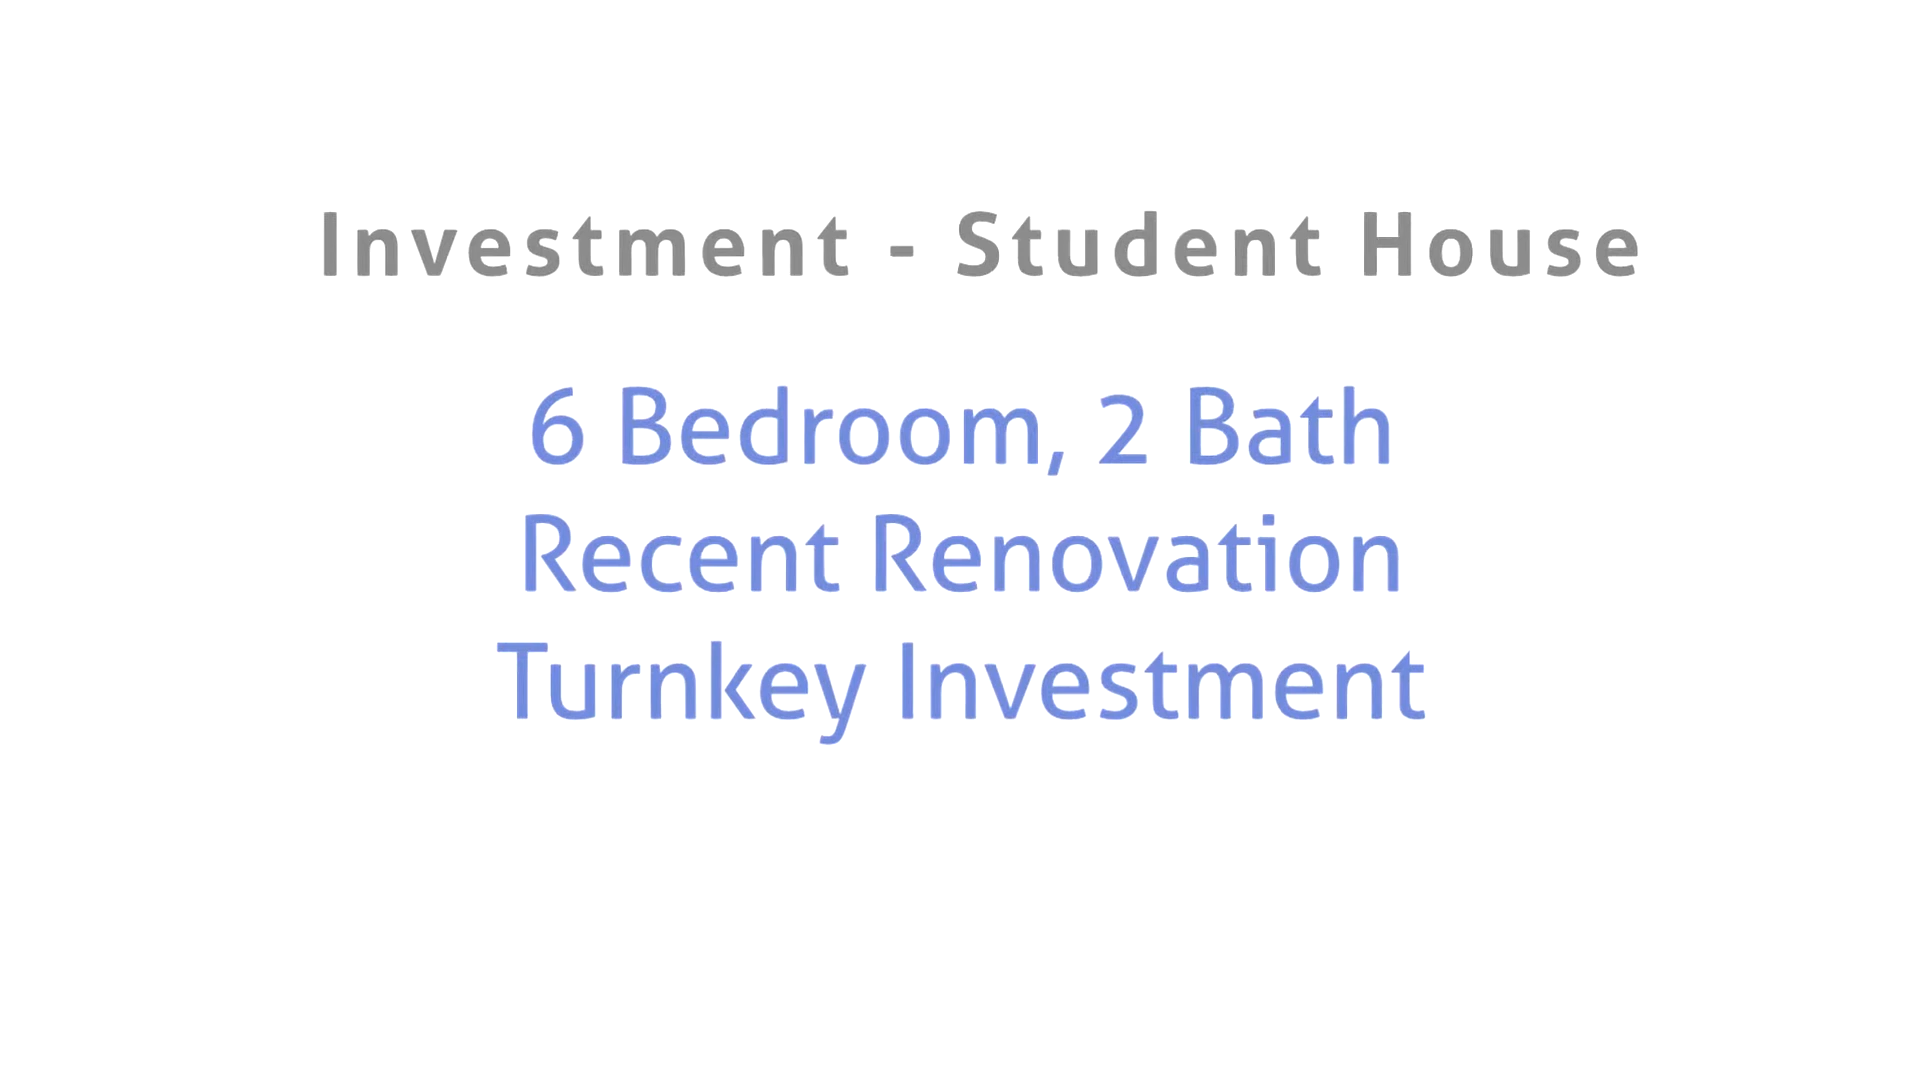 Investment - Student House
6 Bedroom, 2 Bath
Recent Renovation
Turnkey Investment